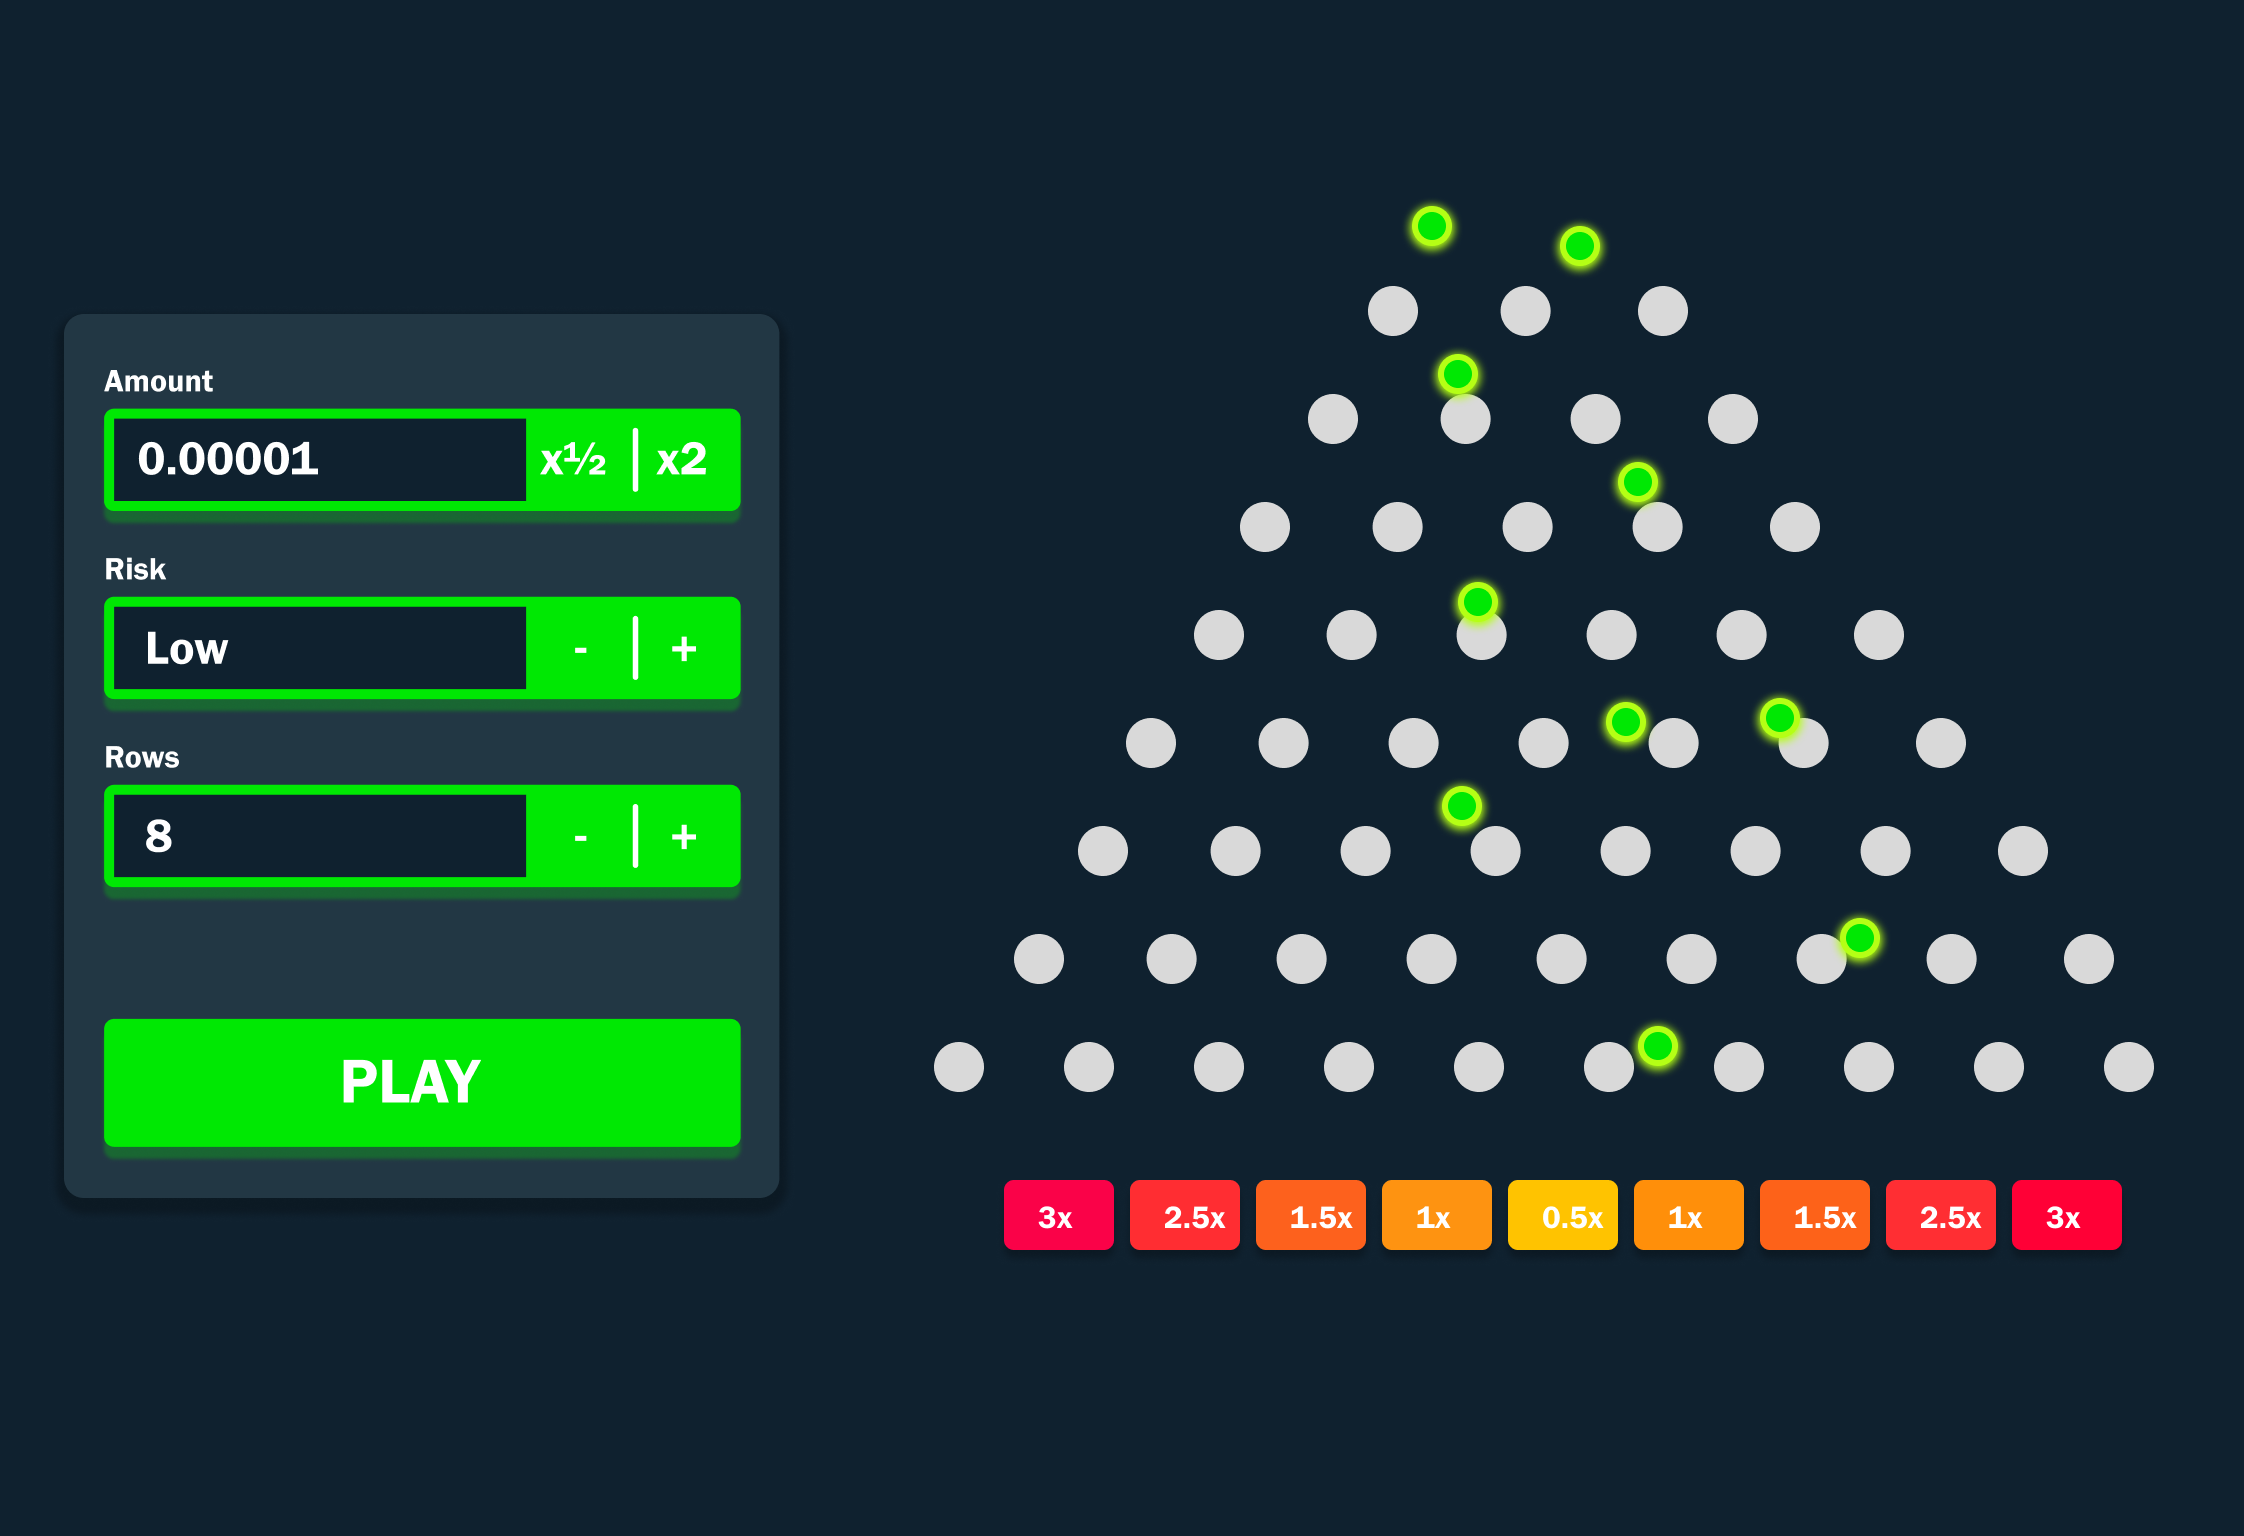 Amount
0.00001 x½ x2
Risk
Low - +
Rows
8 - +
PLAY
3x 2.5x 1.5x 1x 0.5x 1x 1.5x 2.5x 3x